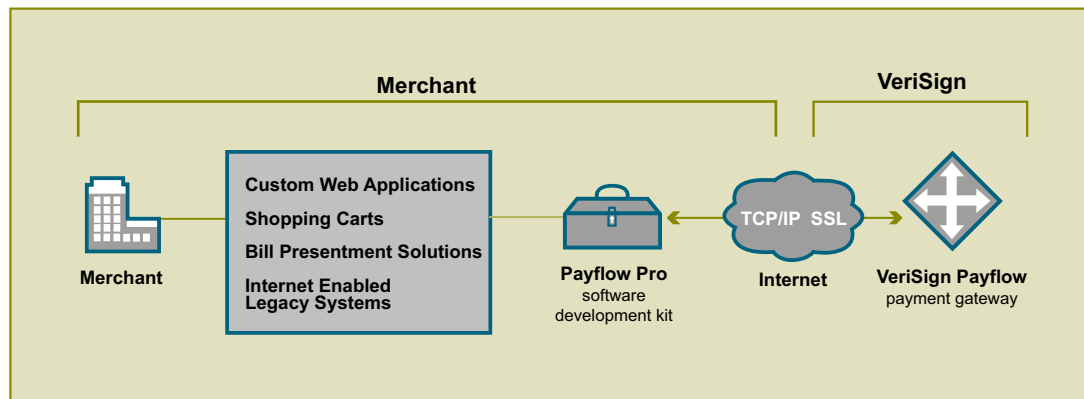 Merchant
VeriSign
Custom Web Applications
Shopping Carts
Bill Presentment Solutions
Internet Enabled
Legacy Systems
TCP/IP SSL
Merchant
Payflow Pro
software
development kit
Internet
VeriSign Payflow
payment gateway